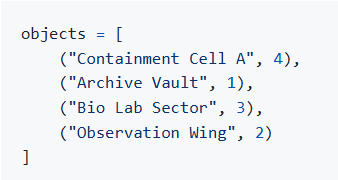 objects = [
    ("Containment Cell A", 4),
    ("Archive Vault", 1),
    ("Bio Lab Sector", 3),
    ("Observation Wing", 2)
]